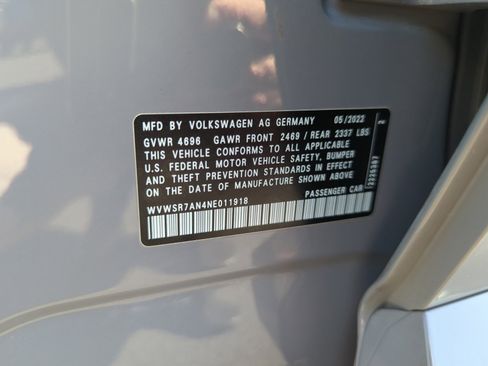 MFD BY VOLKSWAGEN AG GERMANY 05/2022
GVWR 4696 GAWR FRONT 2469 / REAR 2337 LBS
THIS VEHICLE CONFORMS TO ALL APPLICABLE
U.S. FEDERAL MOTOR VEHICLE SAFETY, BUMPER
AND THEFT PREVENTION STANDARDS IN EFFECT
ON THE DATE OF MANUFACTURE SHOWN ABOVE
WVWSR7AN4NE011918 PASSENGER CAR